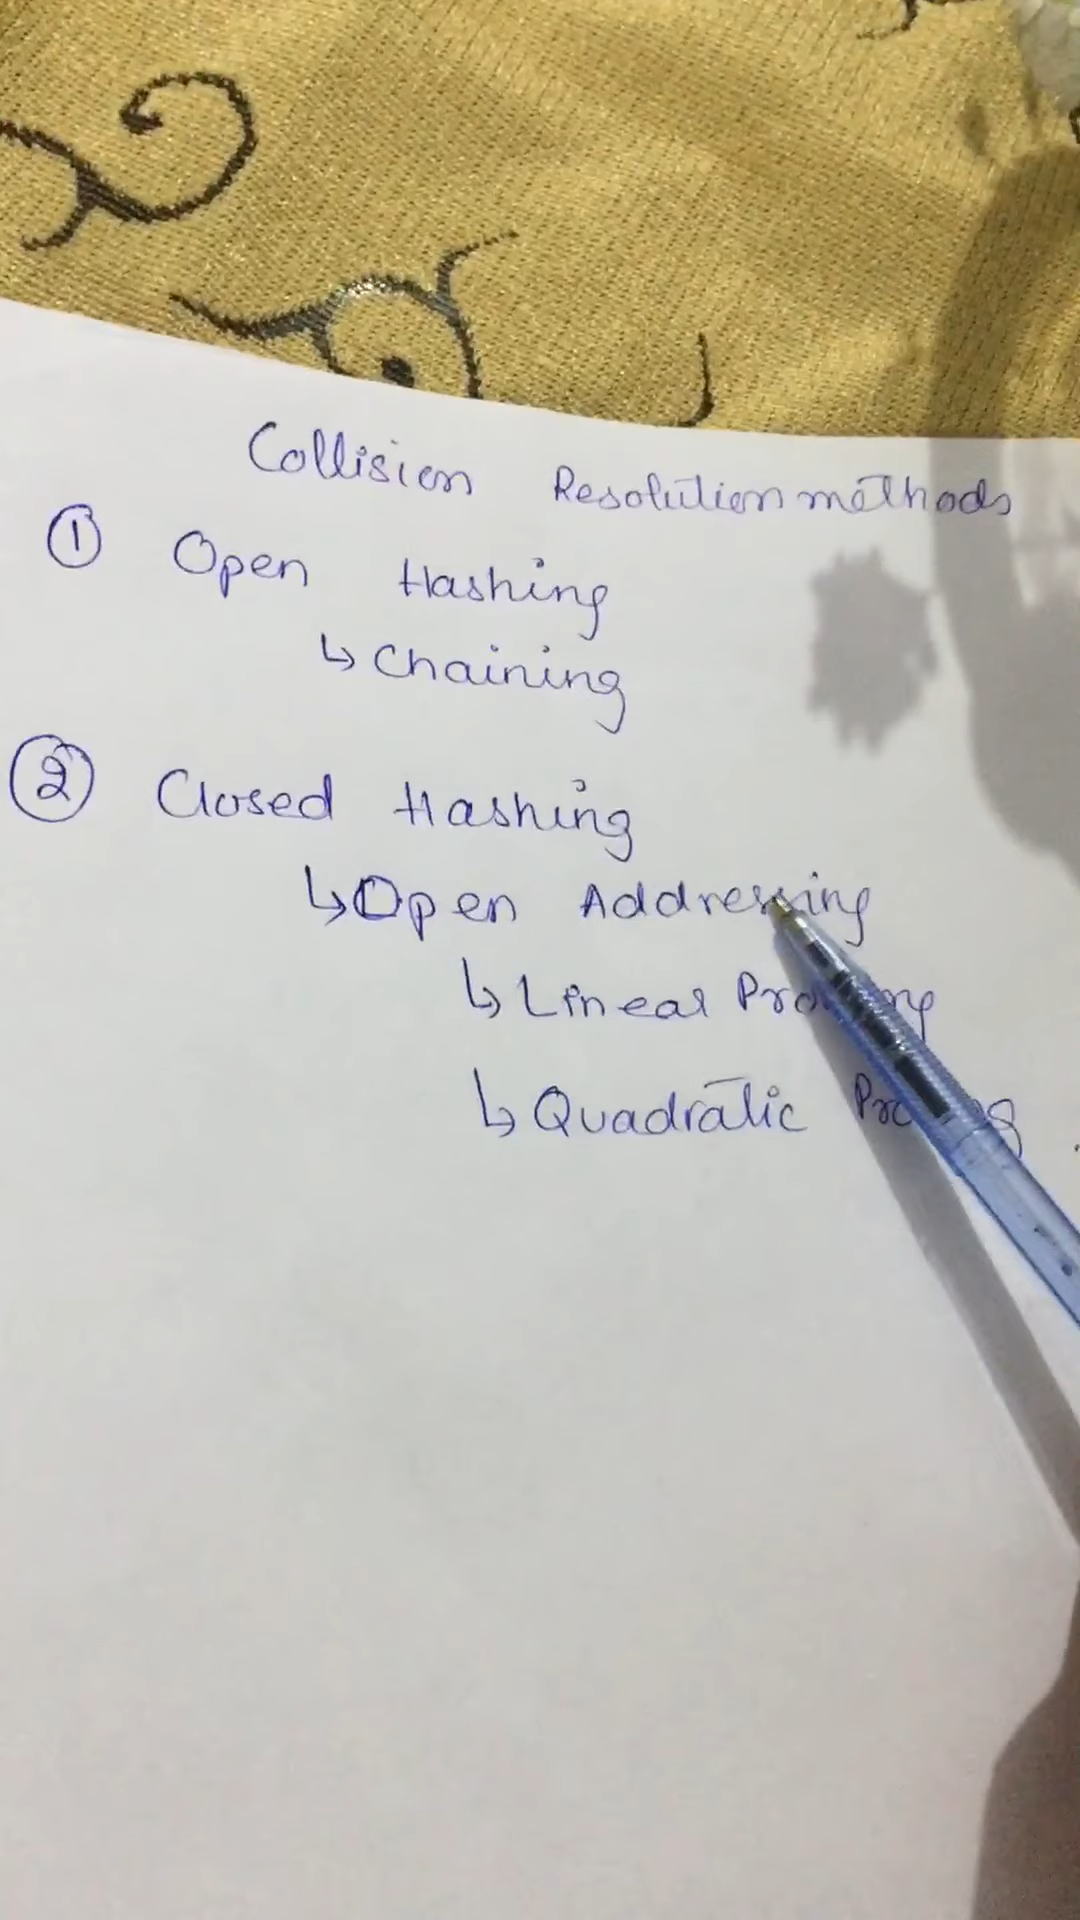 Collision Resolution methods
① Open Hashing
↳ Chaining
② Closed Hashing
↳ Open Addressing
↳ Linear
↳ Quadratic